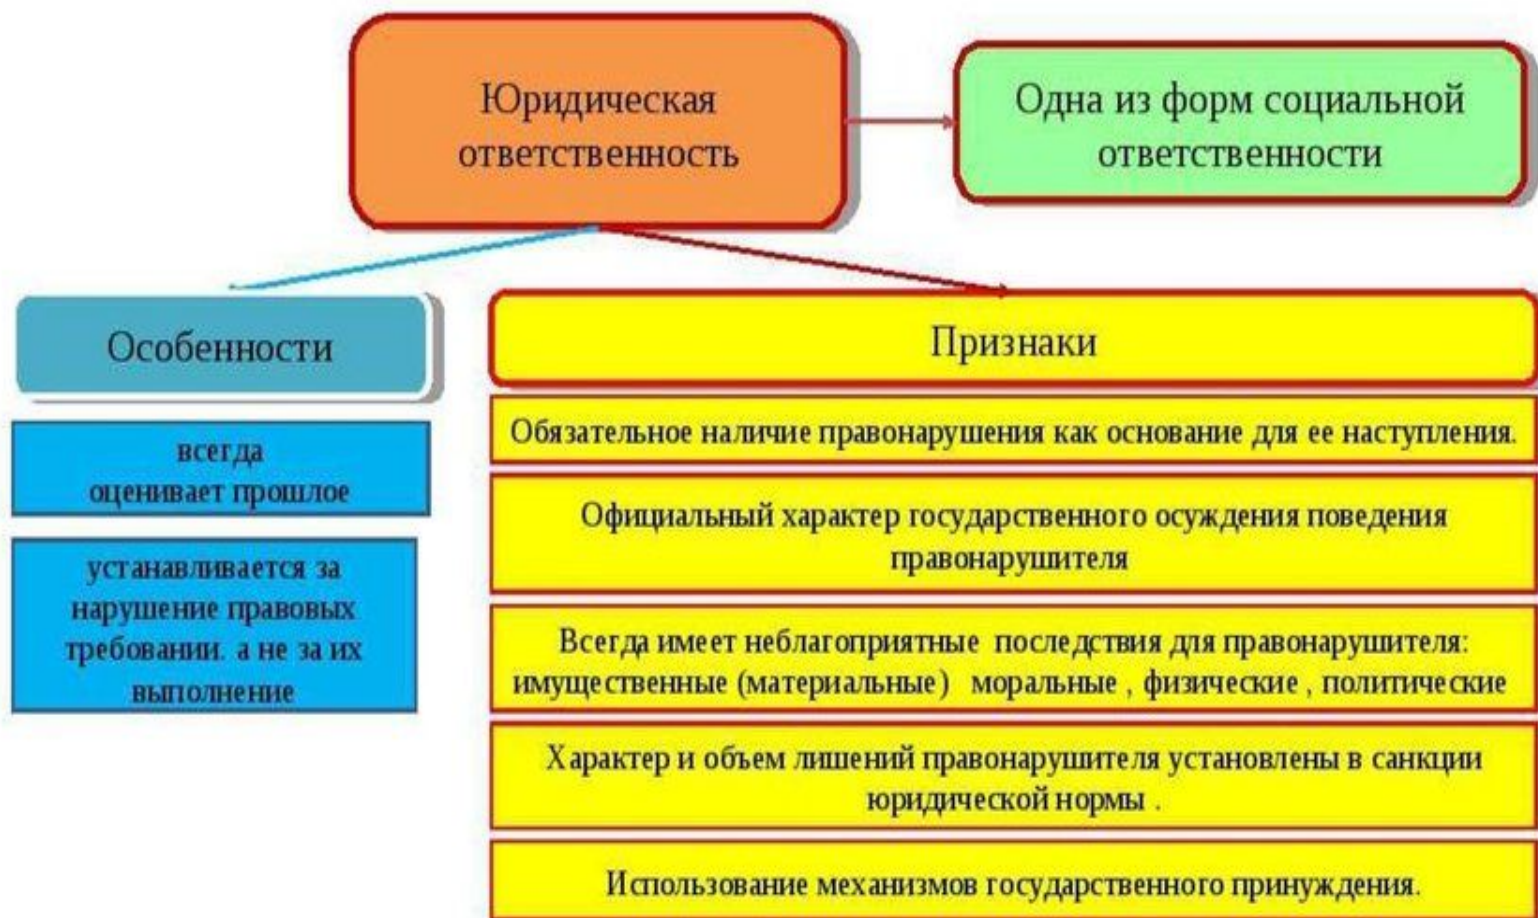 Юридическая
ответственность
Одна из форм социальной
ответственности
Особенности
всегда
оценивает прошлое
устанавливается за
нарушение правовых
требовании. а не за их
выполнение
Признаки
Обязательное наличие правонарушения как основание для ее наступления.
Официальный характер государственного осуждения поведения
правонарушителя
Всегда имеет неблагоприятные последствия для правонарушителя:
имущественные (материальные) моральные , физические , политические
Характер и объем лишений правонарушителя установлены в санкции
юридической нормы .
Использование механизмов государственного принуждения.